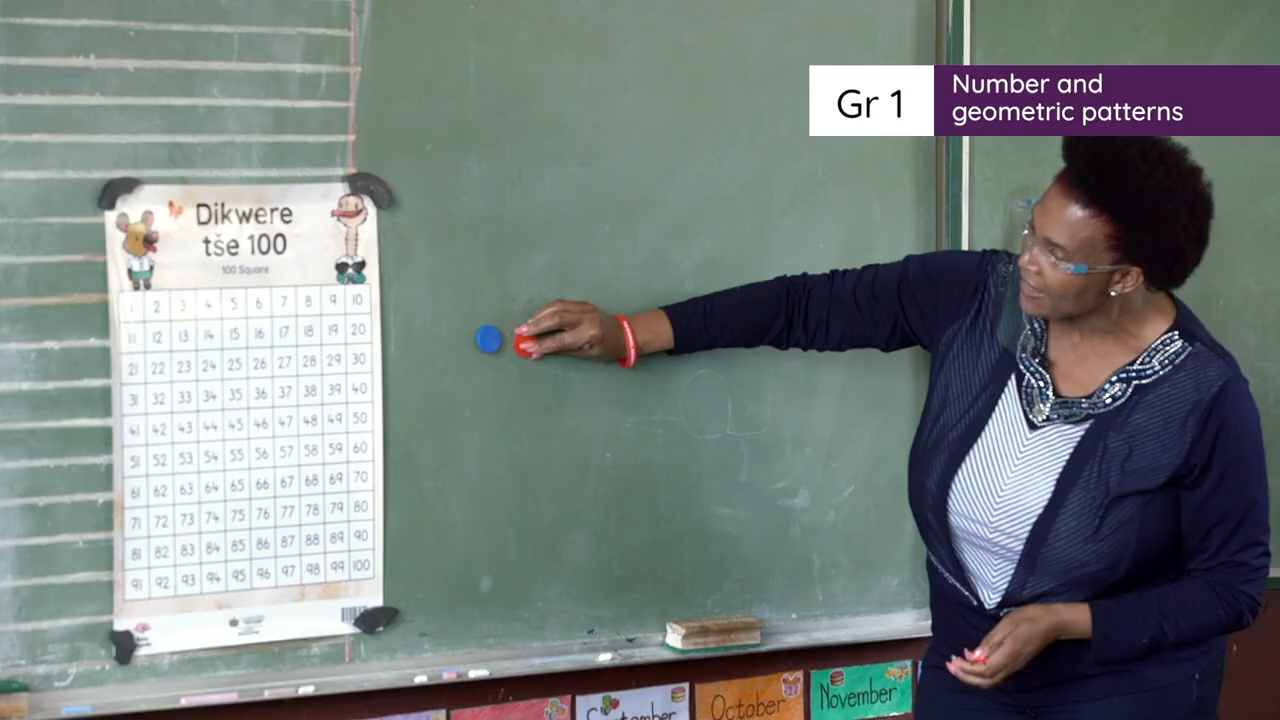 Gr 1
Number and
geometric patterns
Dikwere
tše 100
100 Square
1 2 3 4 5 6 7 8 9 10
11 12 13 14 15 16 17 18 19 20
21 22 23 24 25 26 27 28 29 30
31 32 33 34 35 36 37 38 39 40
41 42 43 44 45 46 47 48 49 50
51 52 53 54 55 56 57 58 59 60
61 62 63 64 65 66 67 68 69 70
71 72 73 74 75 76 77 78 79 80
81 82 83 84 85 86 87 88 89 90
91 92 93 94 95 96 97 98 99 100
September
October
November